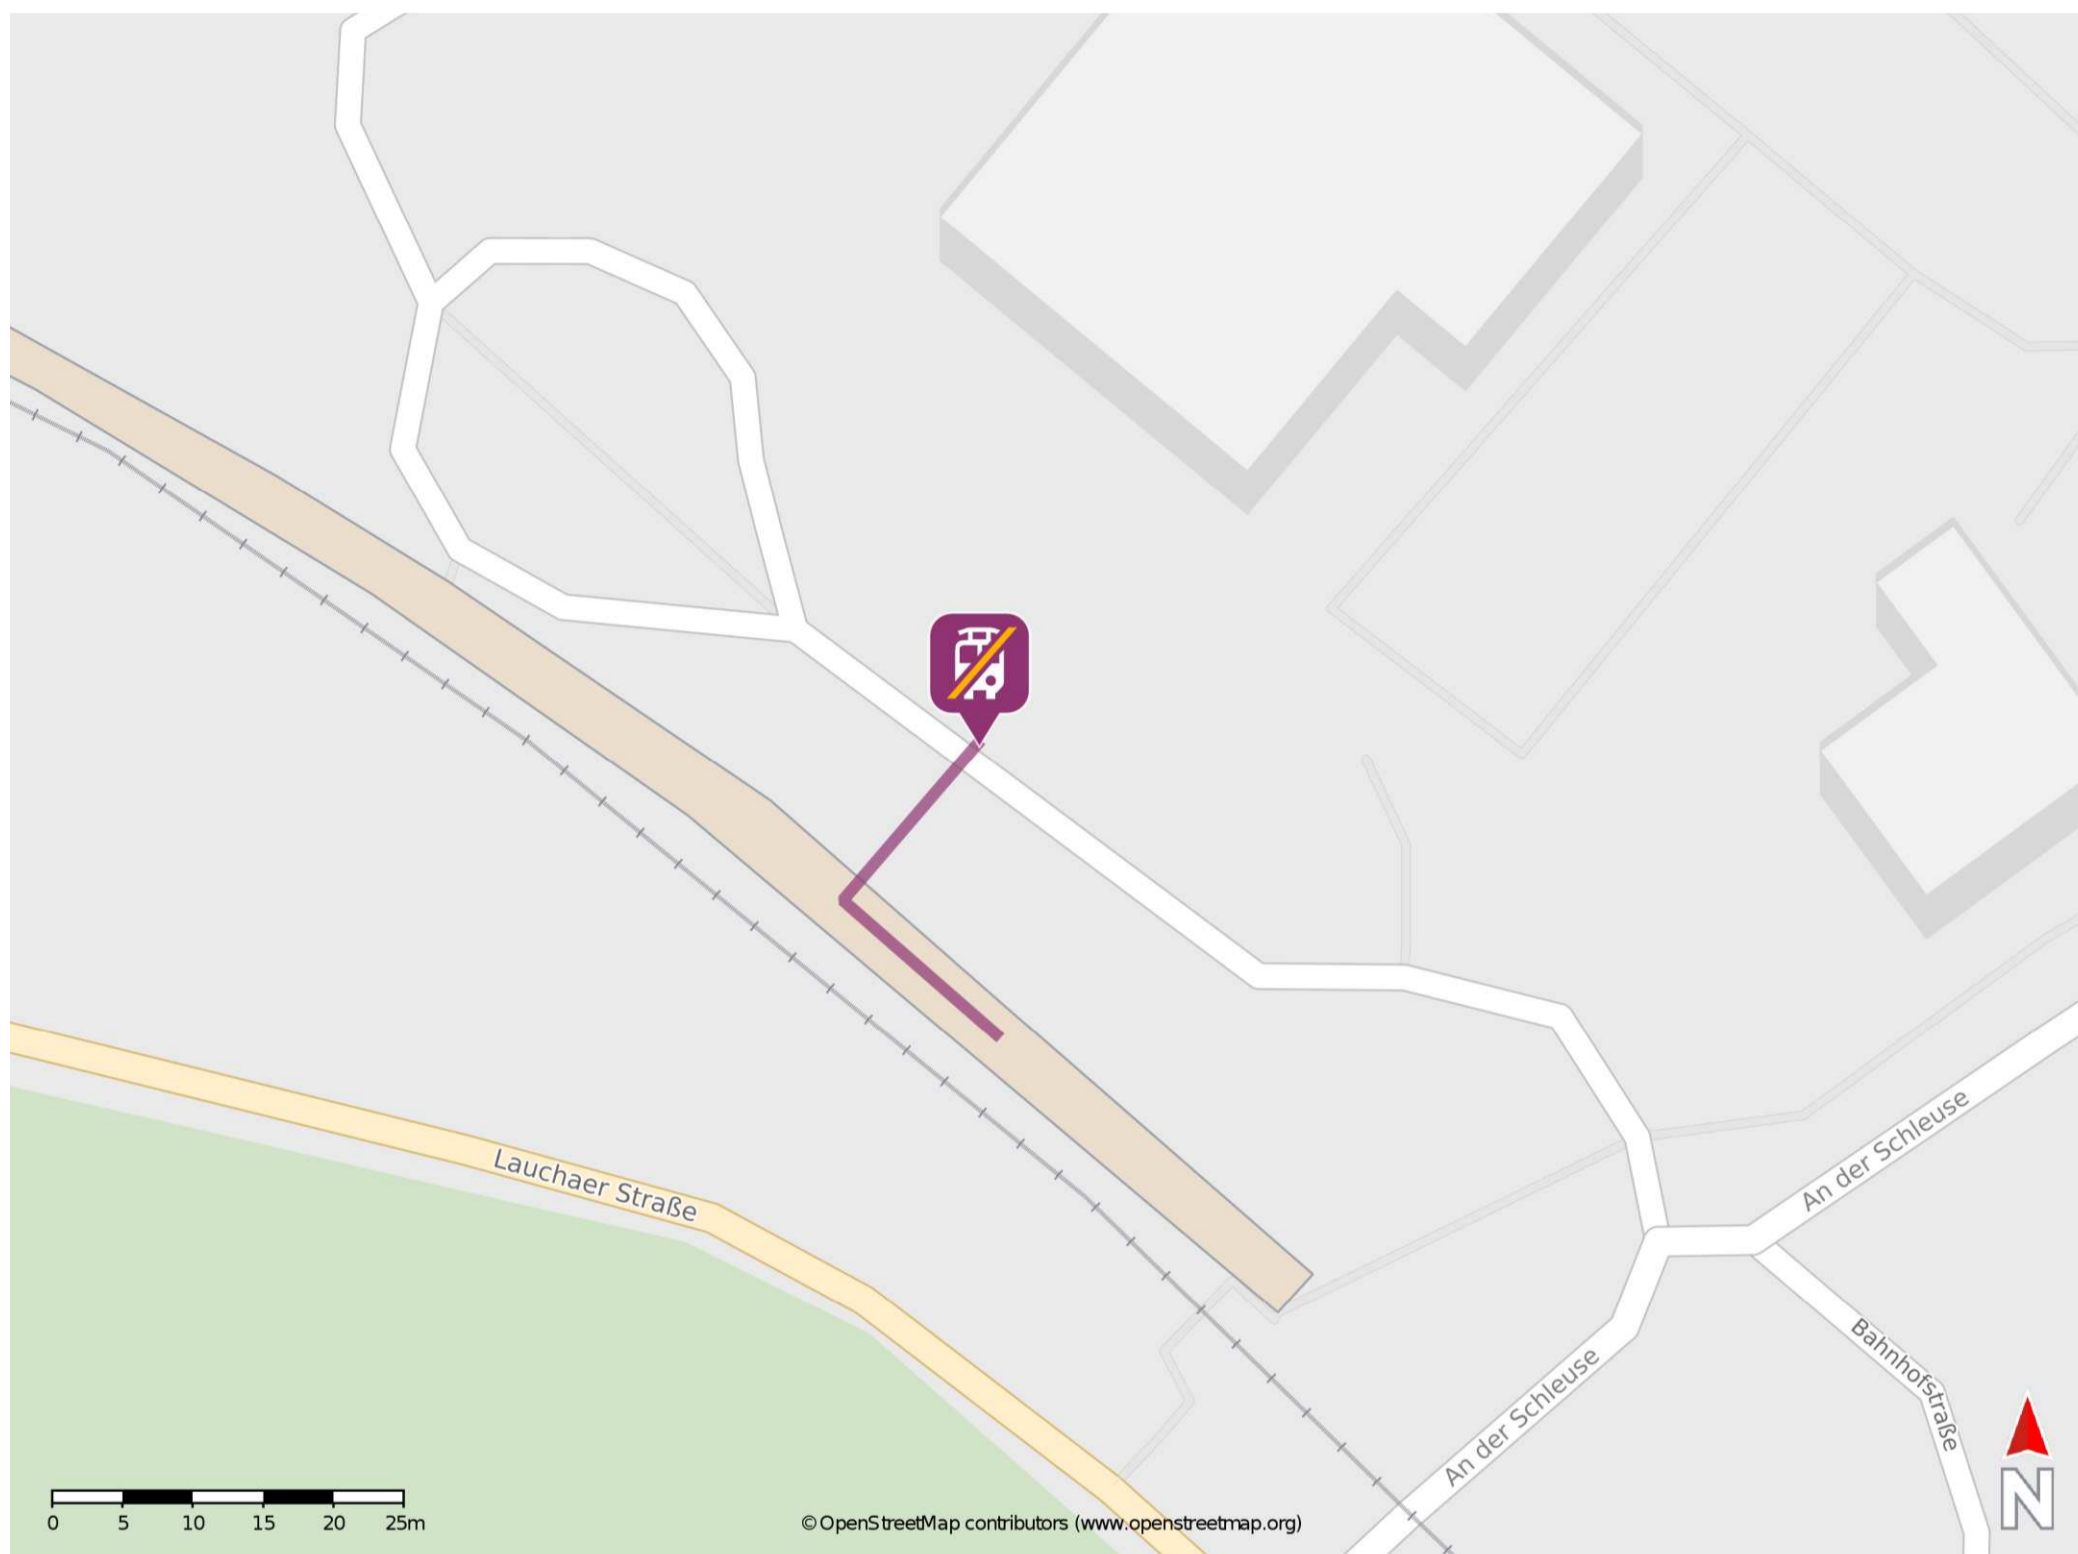 An der Schleuse
Lauchaer Straße
Bahnhofstraße
An der Schleuse
N
0 5 10 15 20 25m
© OpenStreetMap contributors (www.openstreetmap.org)